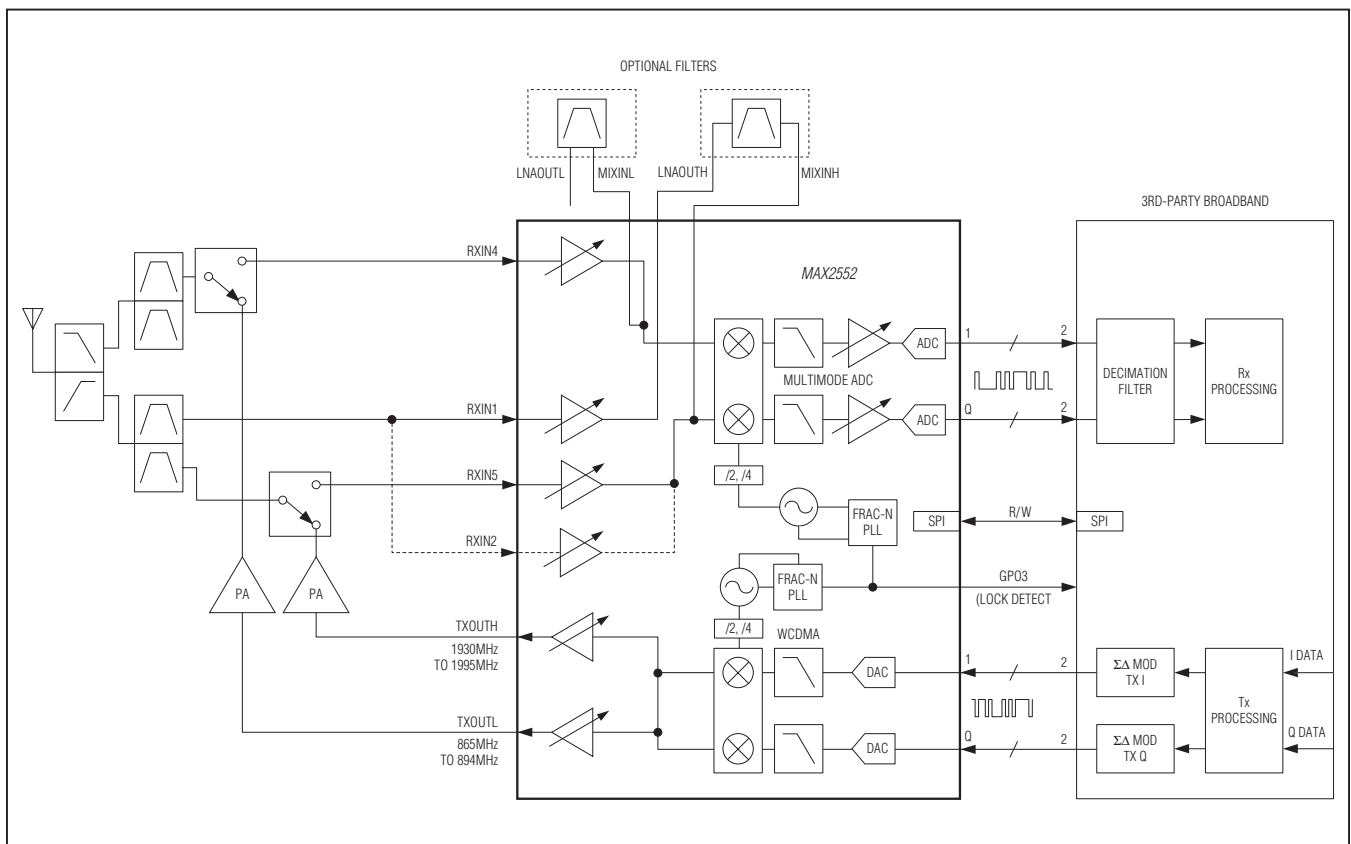 OPTIONAL FILTERS
LNAOUTL
MIXINL
LNAOUTH
MIXINH
3RD-PARTY BROADBAND
RXIN4
MAX2552
ADC
1
2
MULTIMODE ADC
DECIMATION
FILTER
Rx
PROCESSING
RXIN1
ADC
Q
2
/2, /4
RXIN5
FRAC-N
PLL
SPI
R/W
SPI
RXIN2
FRAC-N
PLL
GPO3
(LOCK DETECT
PA
PA
/2, /4
WCDMA
TXOUTH
1930MHz
TO 1995MHz
DAC
1
2
ΣΔ MOD
TX I
I DATA
Tx
PROCESSING
TXOUTL
865MHz
TO 894MHz
DAC
Q
2
ΣΔ MOD
TX Q
Q DATA